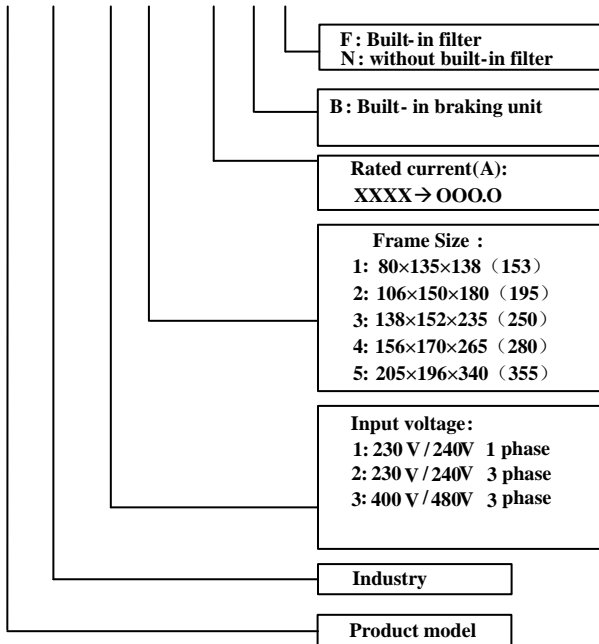 F: Built-in filter
N: without built-in filter
B: Built- in braking unit
Rated current(A):
XXXX→OOO.O
Frame Size :
1: 80×135×138（153）
2: 106×150×180（195）
3: 138×152×235（250）
4: 156×170×265（280）
5: 205×196×340（355）
Input voltage:
1: 230 V/240V 1 phase
2: 230 V/240V 3 phase
3: 400 V/480V 3 phase
Industry
Product model